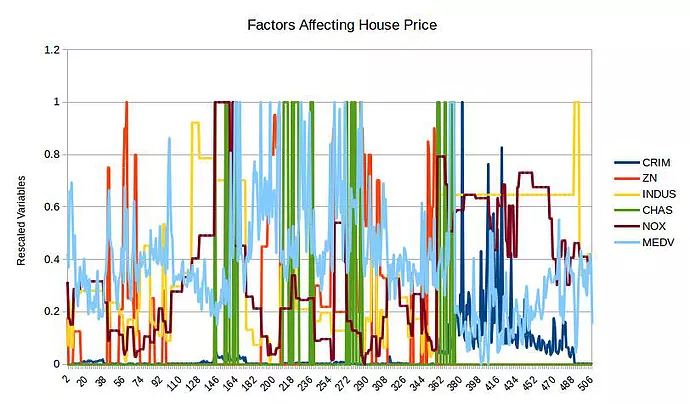 Factors Affecting House Price
1.2
1
0.8
0.6
0.4
0.2
0
Rescaled Variables
CRIM
ZN
INDUS
CHAS
NOX
MEDV
2 20 38 56 74 92 110 128 146 164 182 200 218 236 254 272 290 308 326 344 362 380 398 416 434 452 470 488 506